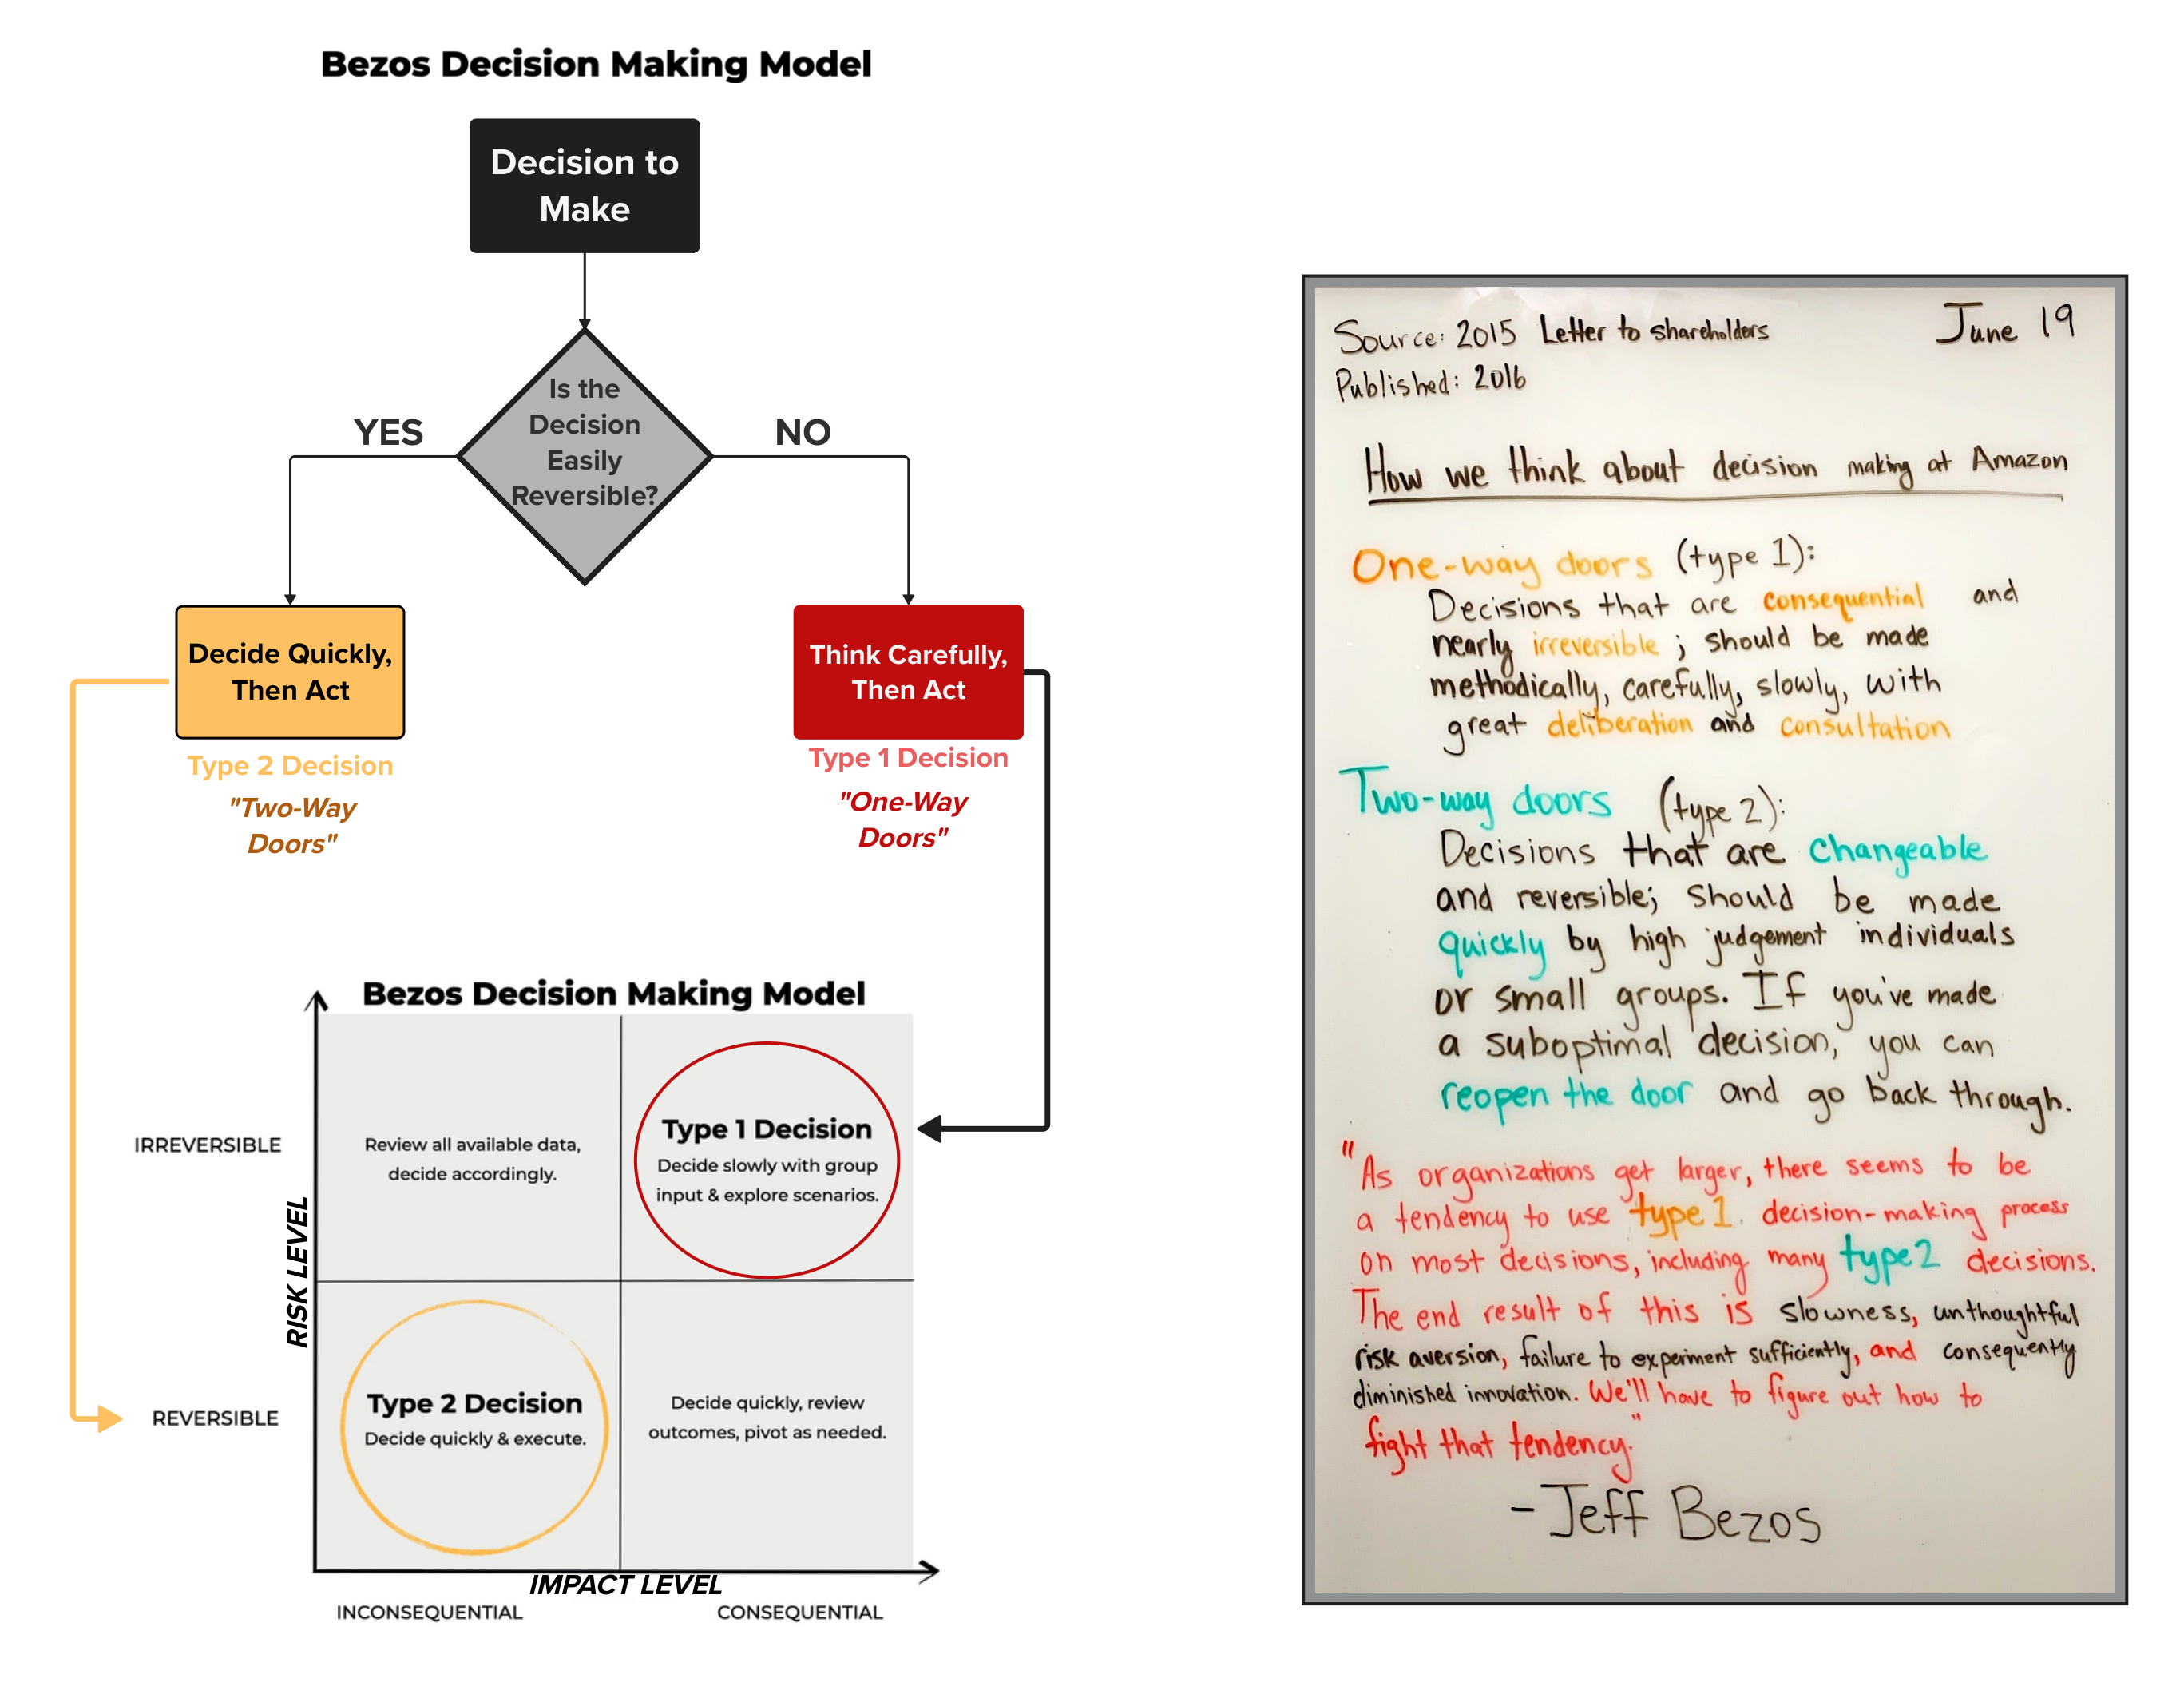 Bezos Decision Making Model
Decision to
Make
Is the
Decision
Easily
Reversible?
YES
NO
Decide Quickly,
Then Act
Type 2 Decision
"Two-Way
Doors"
Think Carefully,
Then Act
Type 1 Decision
"One-Way
Doors"
Bezos Decision Making Model
RISK LEVEL
IRREVERSIBLE
Review all available data,
decide accordingly.
Type 1 Decision
Decide slowly with group
input & explore scenarios.
REVERSIBLE
Type 2 Decision
Decide quickly & execute.
Decide quickly, review
outcomes, pivot as needed.
IMPACT LEVEL
INCONSEQUENTIAL
CONSEQUENTIAL
Source: 2015 Letter to shareholders June 19
Published: 2016
How we think about decision making at Amazon
One-way doors (type 1):
Decisions that are consequential and
nearly irreversible; should be made
methodically, carefully, slowly, with
great deliberation and consultation
Two-way doors (type 2):
Decisions that are changeable
and reversible; should be made
quickly by high judgement individuals
or small groups. If you've made
a suboptimal decision, you can
reopen the door and go back through.
"As organizations get larger, there seems to be
a tendency to use type 1 decision-making process
on most decisions, including many type 2 decisions.
The end result of this is slowness, unthoughtful
risk aversion, failure to experiment sufficiently, and consequently
diminished innovation. We'll have to figure out how to
fight that tendency."
- Jeff Bezos